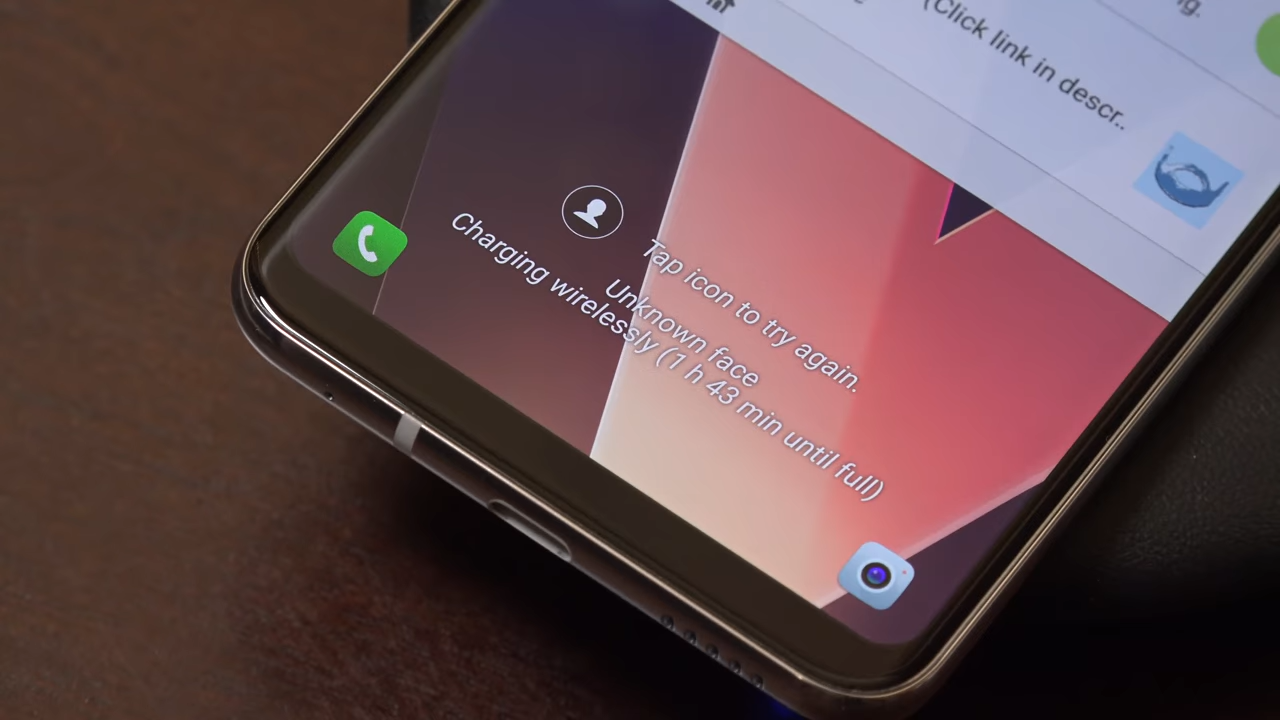 (Click link in descr..
Tap icon to try again.
Unknown face
Charging wirelessly (1 h 43 min until full)